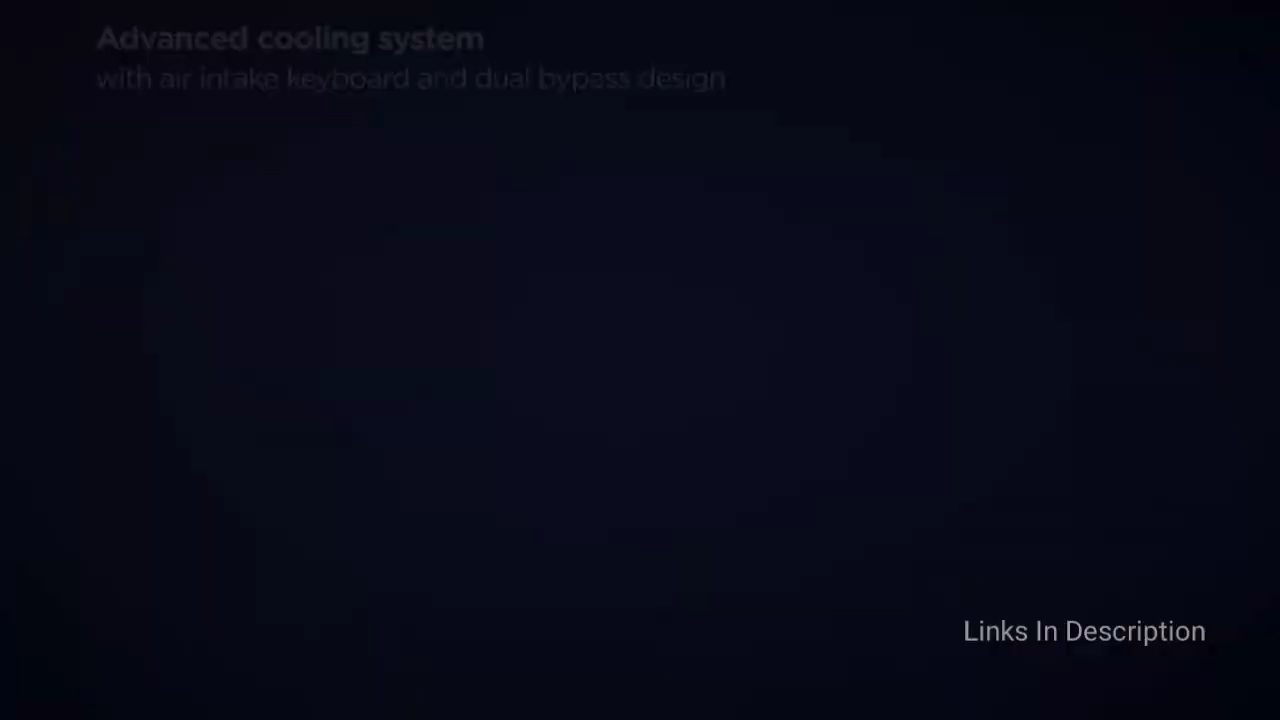 Advanced cooling system
with air intake keyboard and dual bypass design
Links In Description